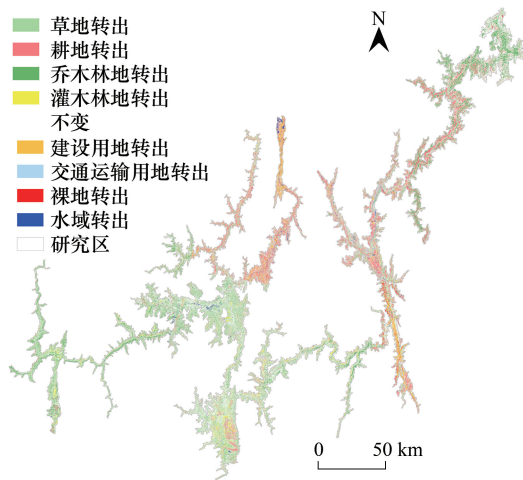 草地转出
耕地转出
乔木林地转出
灌木林地转出
不变
建设用地转出
交通运输用地转出
裸地转出
水域转出
研究区
N
0 50 km